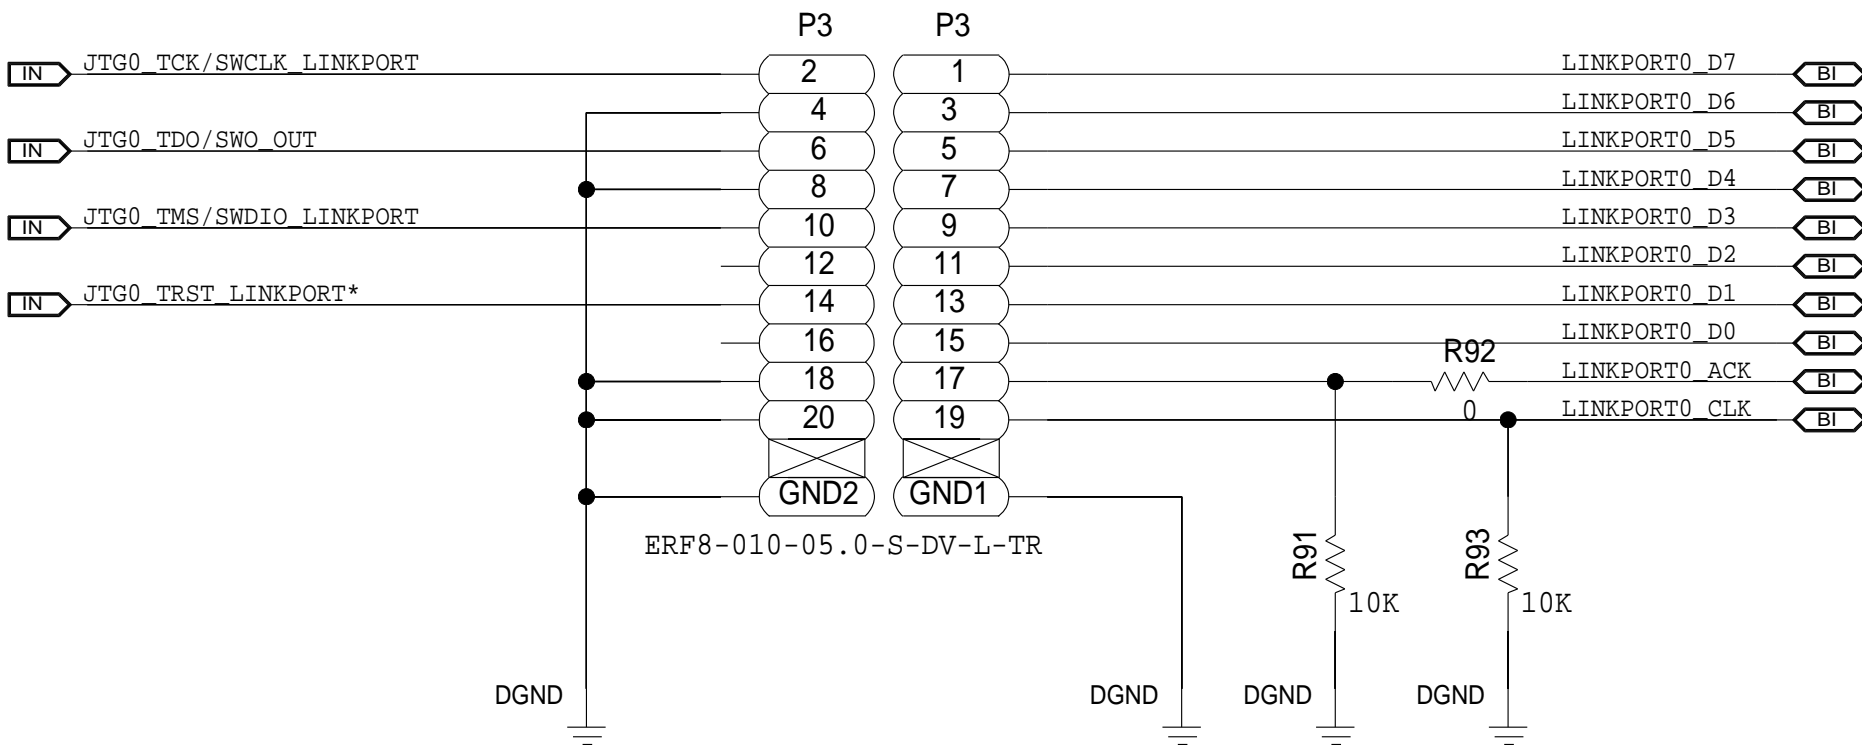 P3 P3
IN JTG0_TCK/SWCLK_LINKPORT 2 1 LINKPORT0_D7 BI
4 3 LINKPORT0_D6 BI
IN JTG0_TDO/SWO_OUT 6 5 LINKPORT0_D5 BI
8 7 LINKPORT0_D4 BI
IN JTG0_TMS/SWDIO_LINKPORT 10 9 LINKPORT0_D3 BI
12 11 LINKPORT0_D2 BI
IN JTG0_TRST_LINKPORT* 14 13 LINKPORT0_D1 BI
16 15 LINKPORT0_D0 BI
R92
18 17 LINKPORT0_ACK BI
0
20 19 LINKPORT0_CLK BI
GND2 GND1
ERF8-010-05.0-S-DV-L-TR
R91 10K R93 10K
DGND DGND DGND DGND